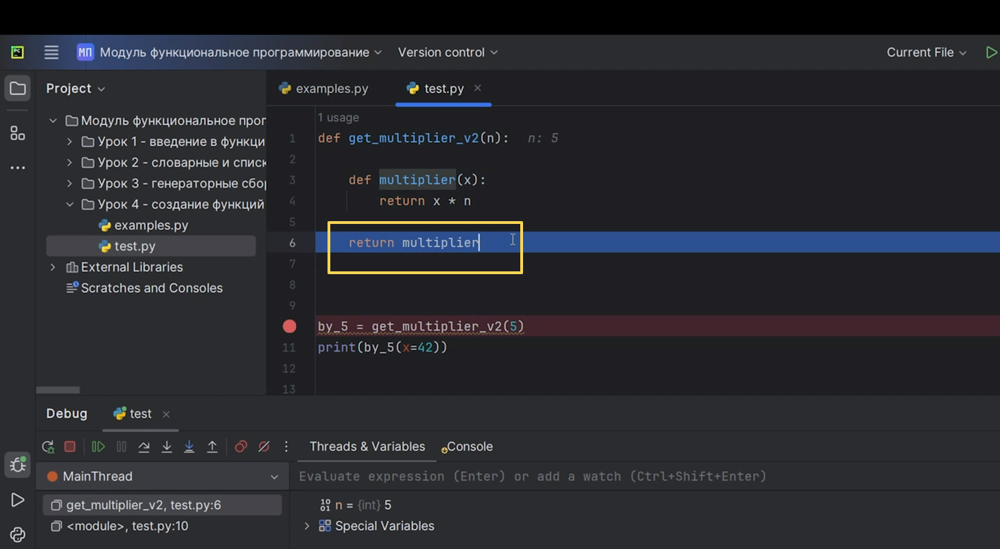 PC МП Модуль функциональное программирование Version control Current File
Project
examples.py test.py
Модуль функциональное
Урок 1 - введение в
Урок 2 - словарные и
Урок 3 - генераторные
Урок 4 - создание функций
examples.py
test.py
External Libraries
Scratches and Consoles
1 usage
1 def get_multiplier_v2(n): n: 5
2
3 def multiplier(x):
4 return x * n
5
6 return multiplier
7
8
9
by_5 = get_multiplier_v2(5)
11 print(by_5(x=42))
12
13
Debug test
Threads & Variables Console
MainThread
Evaluate expression (Enter) or add a watch (Ctrl+Shift+Enter)
get_multiplier_v2, test.py:6
<module>, test.py:10
10 01 n = {int} 5
Special Variables